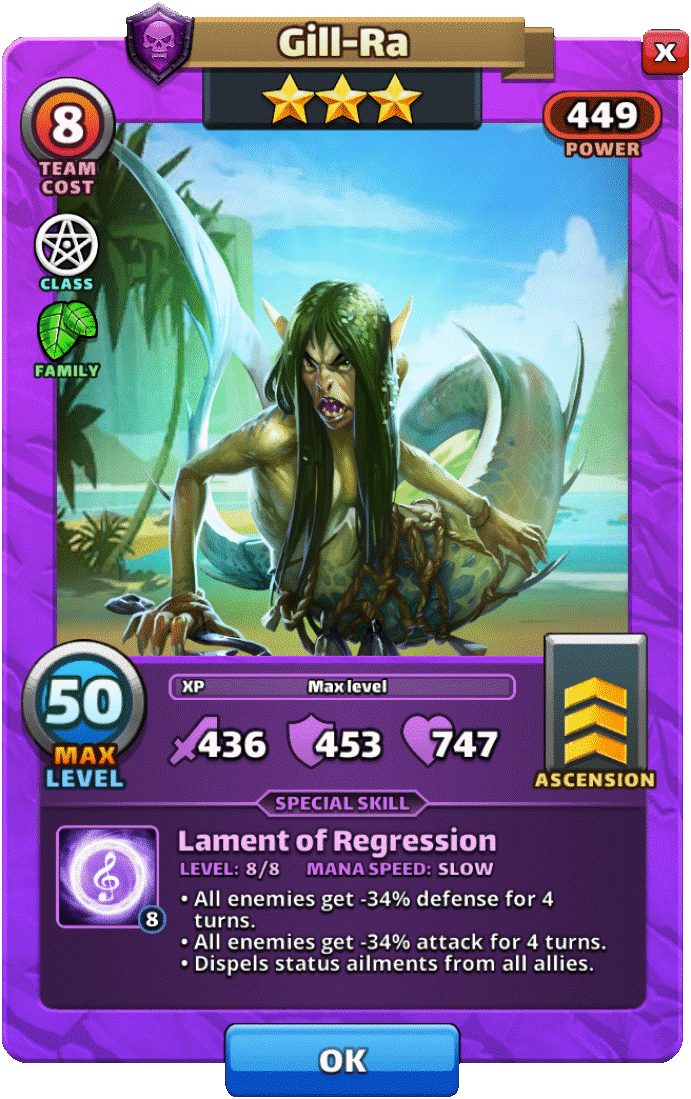 Gill-Ra
X
8
TEAM
COST
449
POWER
CLASS
FAMILY
50
MAX
LEVEL
XP Max level
436 453 747
ASCENSION
SPECIAL SKILL
Lament of Regression
LEVEL: 8/8 MANA SPEED: SLOW
8
• All enemies get -34% defense for 4
turns.
• All enemies get -34% attack for 4 turns.
• Dispels status ailments from all allies.
OK